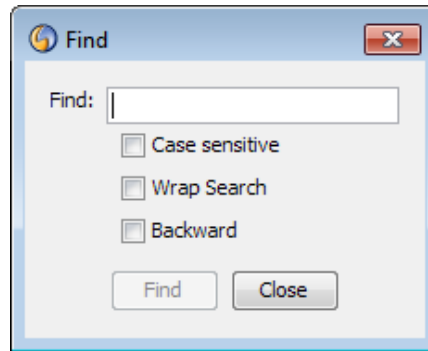 Find
Find:
Case sensitive
Wrap Search
Backward
Find Close